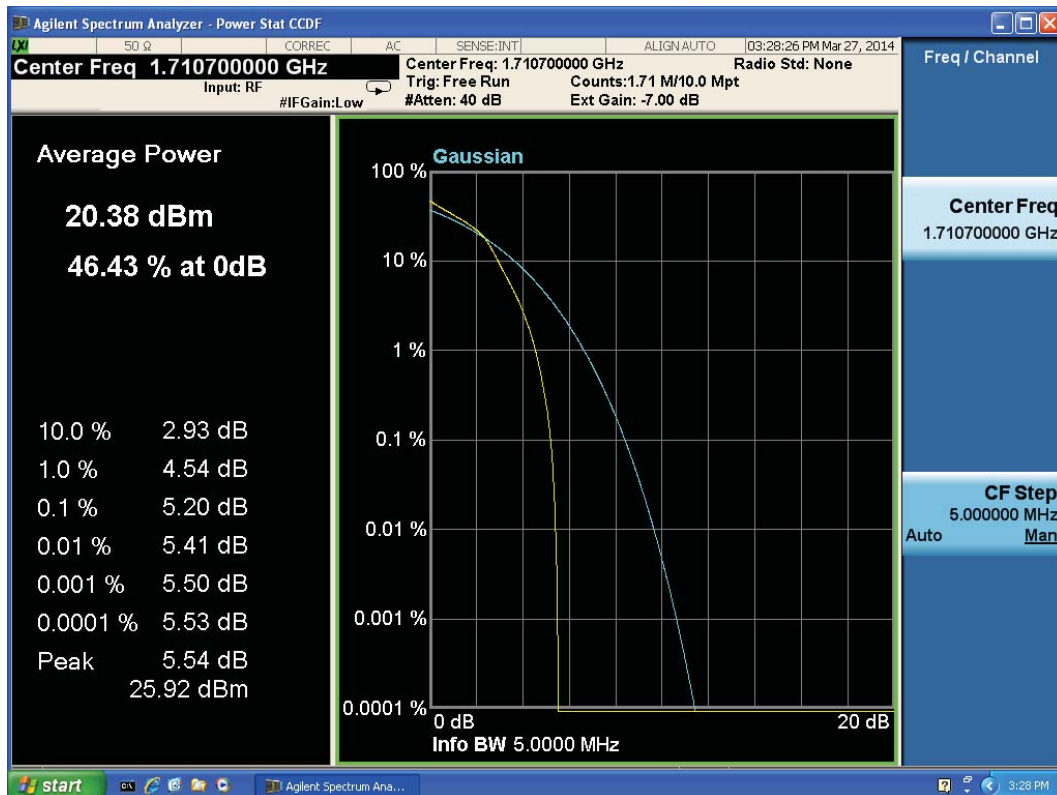 Agilent Spectrum Analyzer - Power Stat CCDF
LXI 50 Ω CORREC AC SENSE:INT ALIGN AUTO 03:28:26 PM Mar 27, 2014
Center Freq 1.710700000 GHz
Input: RF
#IFGain:Low
Center Freq: 1.710700000 GHz Radio Std: None
Trig: Free Run Counts:1.71 M/10.0 Mpt
#Atten: 40 dB Ext Gain: -7.00 dB
Average Power
20.38 dBm
46.43 % at 0dB
10.0 % 2.93 dB
1.0 % 4.54 dB
0.1 % 5.20 dB
0.01 % 5.41 dB
0.001 % 5.50 dB
0.0001 % 5.53 dB
Peak 5.54 dB
25.92 dBm
Gaussian
100 %
10 %
1 %
0.1 %
0.01 %
0.001 %
0.0001 %
0 dB 20 dB
Info BW 5.0000 MHz
Freq / Channel
Center Freq
1.710700000 GHz
CF Step
5.000000 MHz
Auto Man
start Agilent Spectrum Ana... 3:28 PM